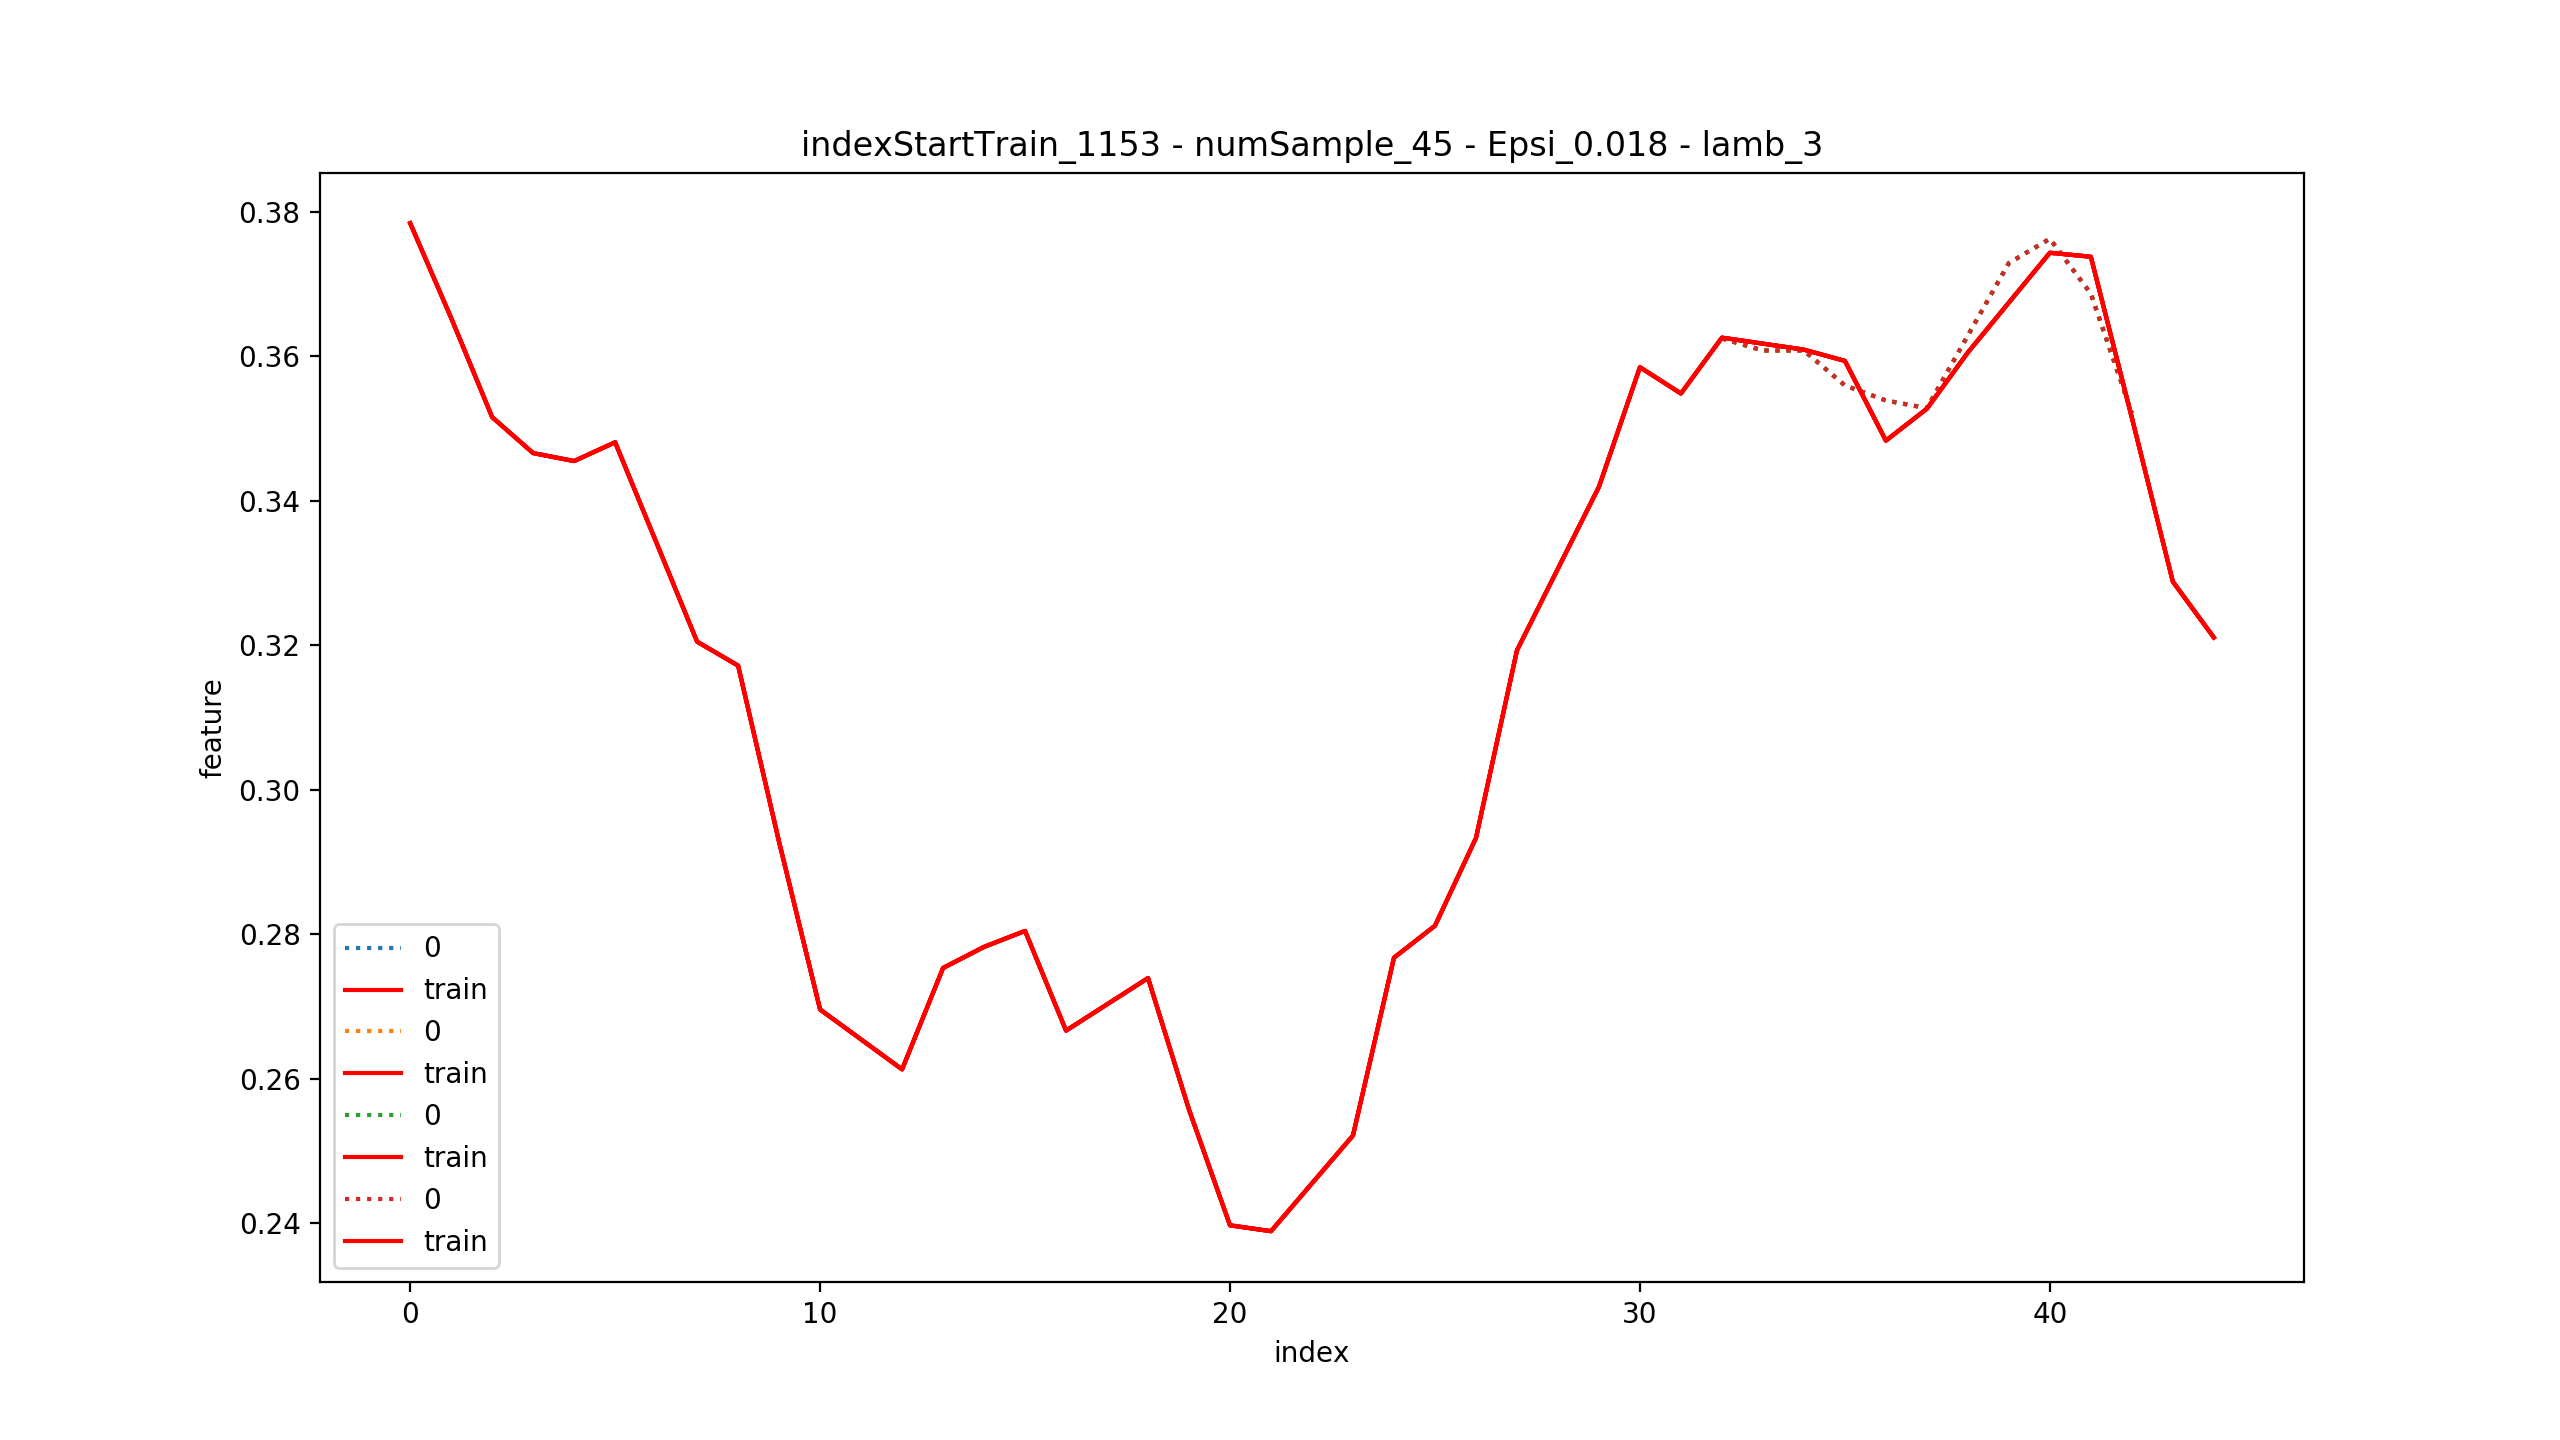 indexStartTrain_1153 - numSample_45 - Epsi_0.018 - lamb_3
0.38
0.36
0.34
0.32
0.30
0.28
0.26
0.24
feature
0
train
0
train
0
train
0
train
0 10 20 30 40
index